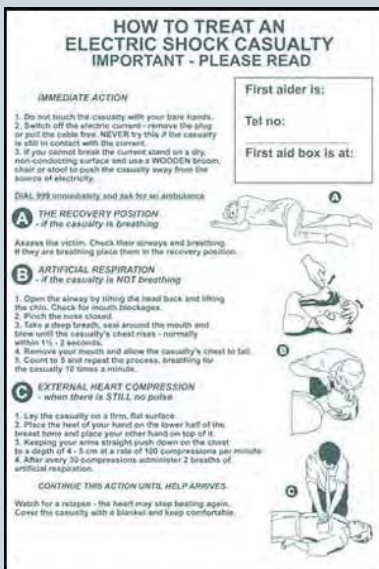 HOW TO TREAT AN
ELECTRIC SHOCK CASUALTY
IMPORTANT - PLEASE READ
IMMEDIATE ACTION
1. Do not touch the casualty with your bare hands.
2. Switch off the electric current - remove the plug
or pull the cable free. NEVER try this if the casualty
is still in contact with the current.
3. If you cannot break the current stand on a dry,
non-conducting surface and use a WOODEN broom,
chair or stool to push the casualty away from the
source of electricity.
DIAL 999 immediately and ask for an ambulance
First aider is:
Tel no:
First aid box is at:
A THE RECOVERY POSITION
- if the casualty is breathing
Assess the victim. Check their airways and breathing.
If they are breathing place them in the recovery position.
A
B ARTIFICIAL RESPIRATION
- if the casualty is NOT breathing
1. Open the airway by tilting the head back and lifting
the chin. Check for mouth blockages.
2. Pinch the nose closed.
3. Take a deep breath, seal around the mouth and
blow until the casualty's chest rises - normally
within 1½ - 2 seconds.
4. Remove your mouth and allow the casualty's chest to fall.
5. Count to 5 and repeat the process, breathing for
the casualty 10 times a minute.
B
C EXTERNAL HEART COMPRESSION
- when there is STILL no pulse
1. Lay the casualty on a firm, flat surface.
2. Place the heel of your hand on the lower half of the
breast bone and place your other hand on top of it.
3. Keeping your arms straight push down on the chest
to a depth of 4 - 5 cm at a rate of 100 compressions per minute.
4. After every 30 compressions administer 2 breaths of
artificial respiration.
C
CONTINUE THIS ACTION UNTIL HELP ARRIVES.
Watch for a relapse - the heart may stop beating again.
Cover the casualty with a blanket and keep comfortable.